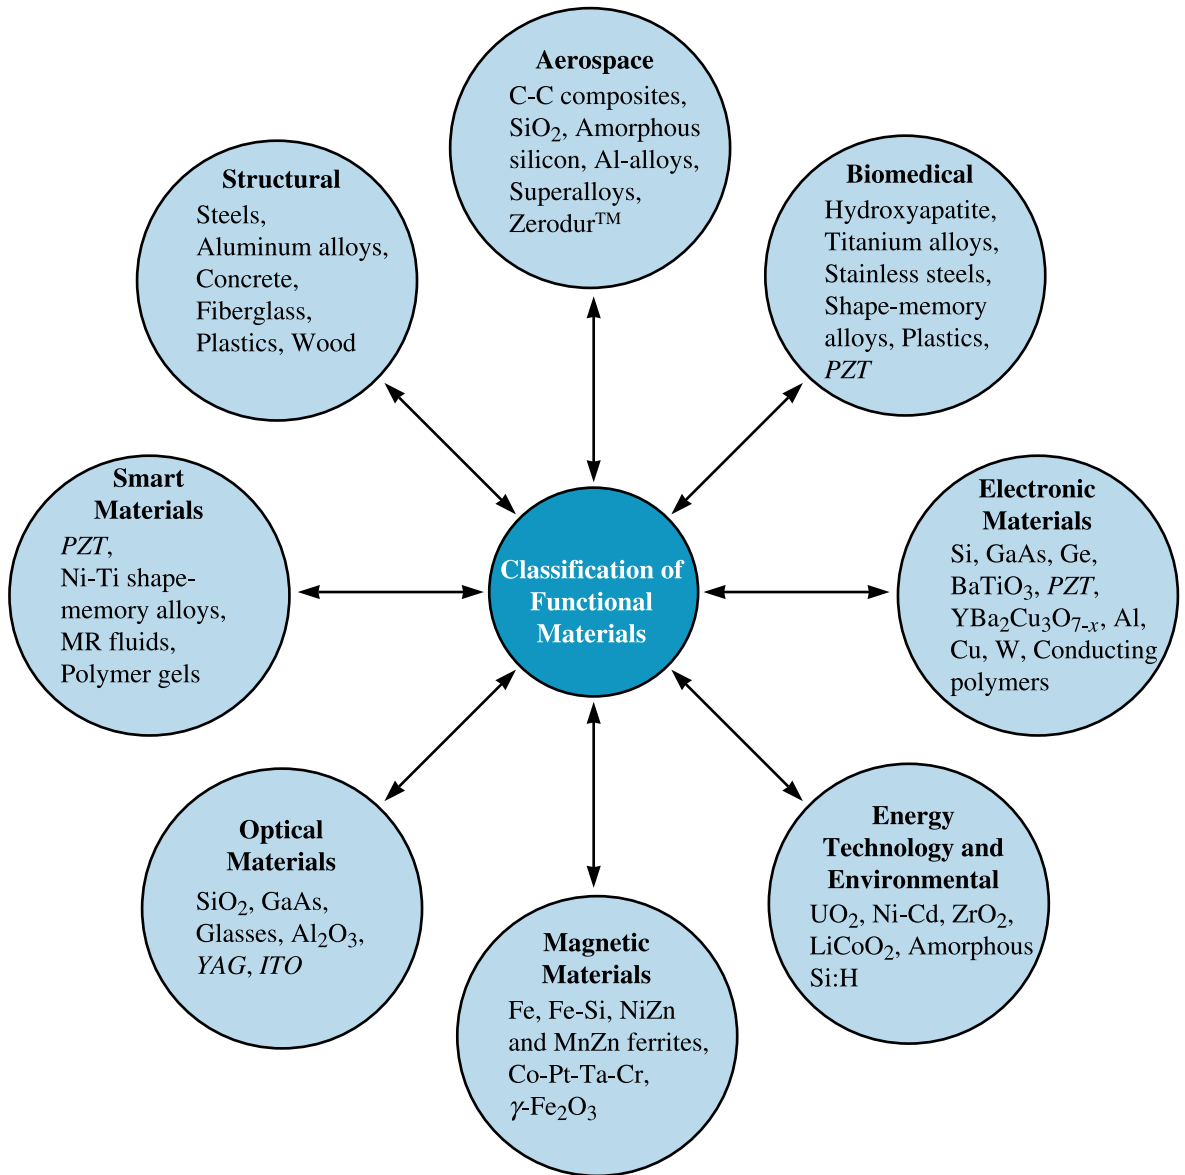 Aerospace
C-C composites,
SiO₂, Amorphous
silicon, Al-alloys,
Superalloys,
Zerodur™
Structural
Steels,
Aluminum alloys,
Concrete,
Fiberglass,
Plastics, Wood
Biomedical
Hydroxyapatite,
Titanium alloys,
Stainless steels,
Shape-memory
alloys, Plastics,
PZT
Smart
Materials
PZT,
Ni-Ti shape-
memory alloys,
MR fluids,
Polymer gels
Classification of
Functional
Materials
Electronic
Materials
Si, GaAs, Ge,
BaTiO₃, PZT,
YBa₂Cu₃O₇₋ₓ, Al,
Cu, W, Conducting
polymers
Optical
Materials
SiO₂, GaAs,
Glasses, Al₂O₃,
YAG, ITO
Magnetic
Materials
Fe, Fe-Si, NiZn
and MnZn ferrites,
Co-Pt-Ta-Cr,
γ-Fe₂O₃
Energy
Technology and
Environmental
UO₂, Ni-Cd, ZrO₂,
LiCoO₂, Amorphous
Si:H